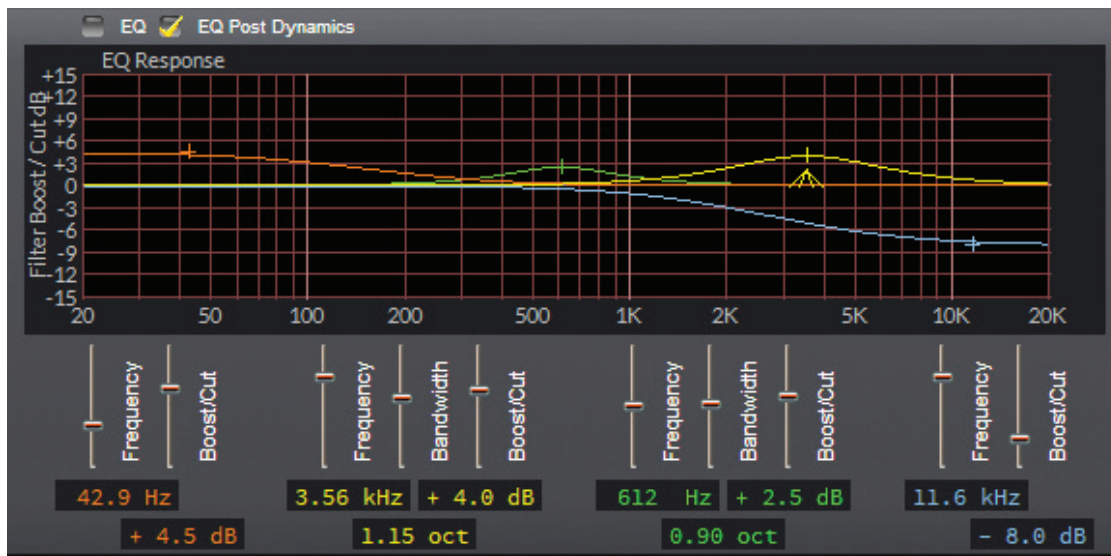 EQ EQ Post Dynamics
EQ Response
Filter Boost / Cut dB
+15
+12
+9
+6
+3
0
-3
-6
-9
-12
-15
20 50 100 200 500 1K 2K 5K 10K 20K
Frequency Boost/Cut Frequency Bandwidth Boost/Cut Frequency Bandwidth Boost/Cut Frequency Boost/Cut
42.9 Hz 3.56 kHz + 4.0 dB 612 Hz + 2.5 dB 11.6 kHz
+ 4.5 dB 1.15 oct 0.90 oct - 8.0 dB